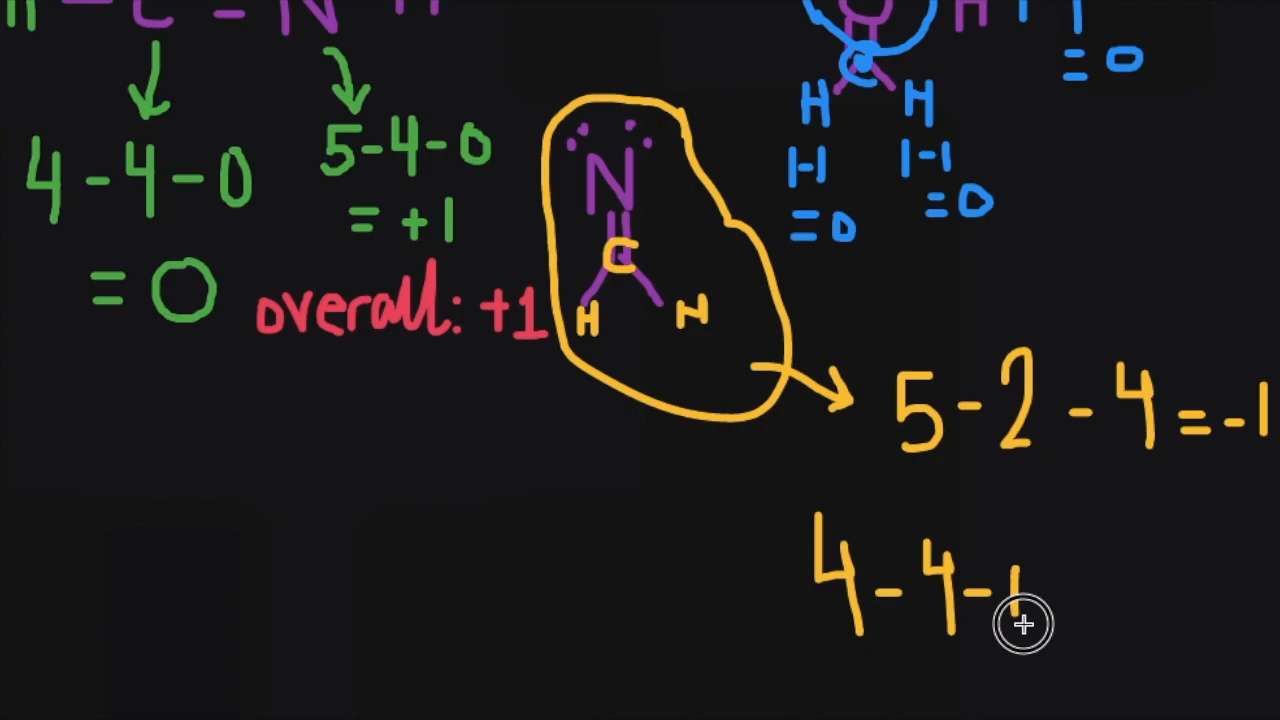 H - C - N H
O H
C = 0
H H
4 - 4 - 0 5 - 4 - 0
= 0 = +1
N
C
H N
1-1 1-1
= 0 = 0
overall: +1
5 - 2 - 4 = -1
4 - 4 -